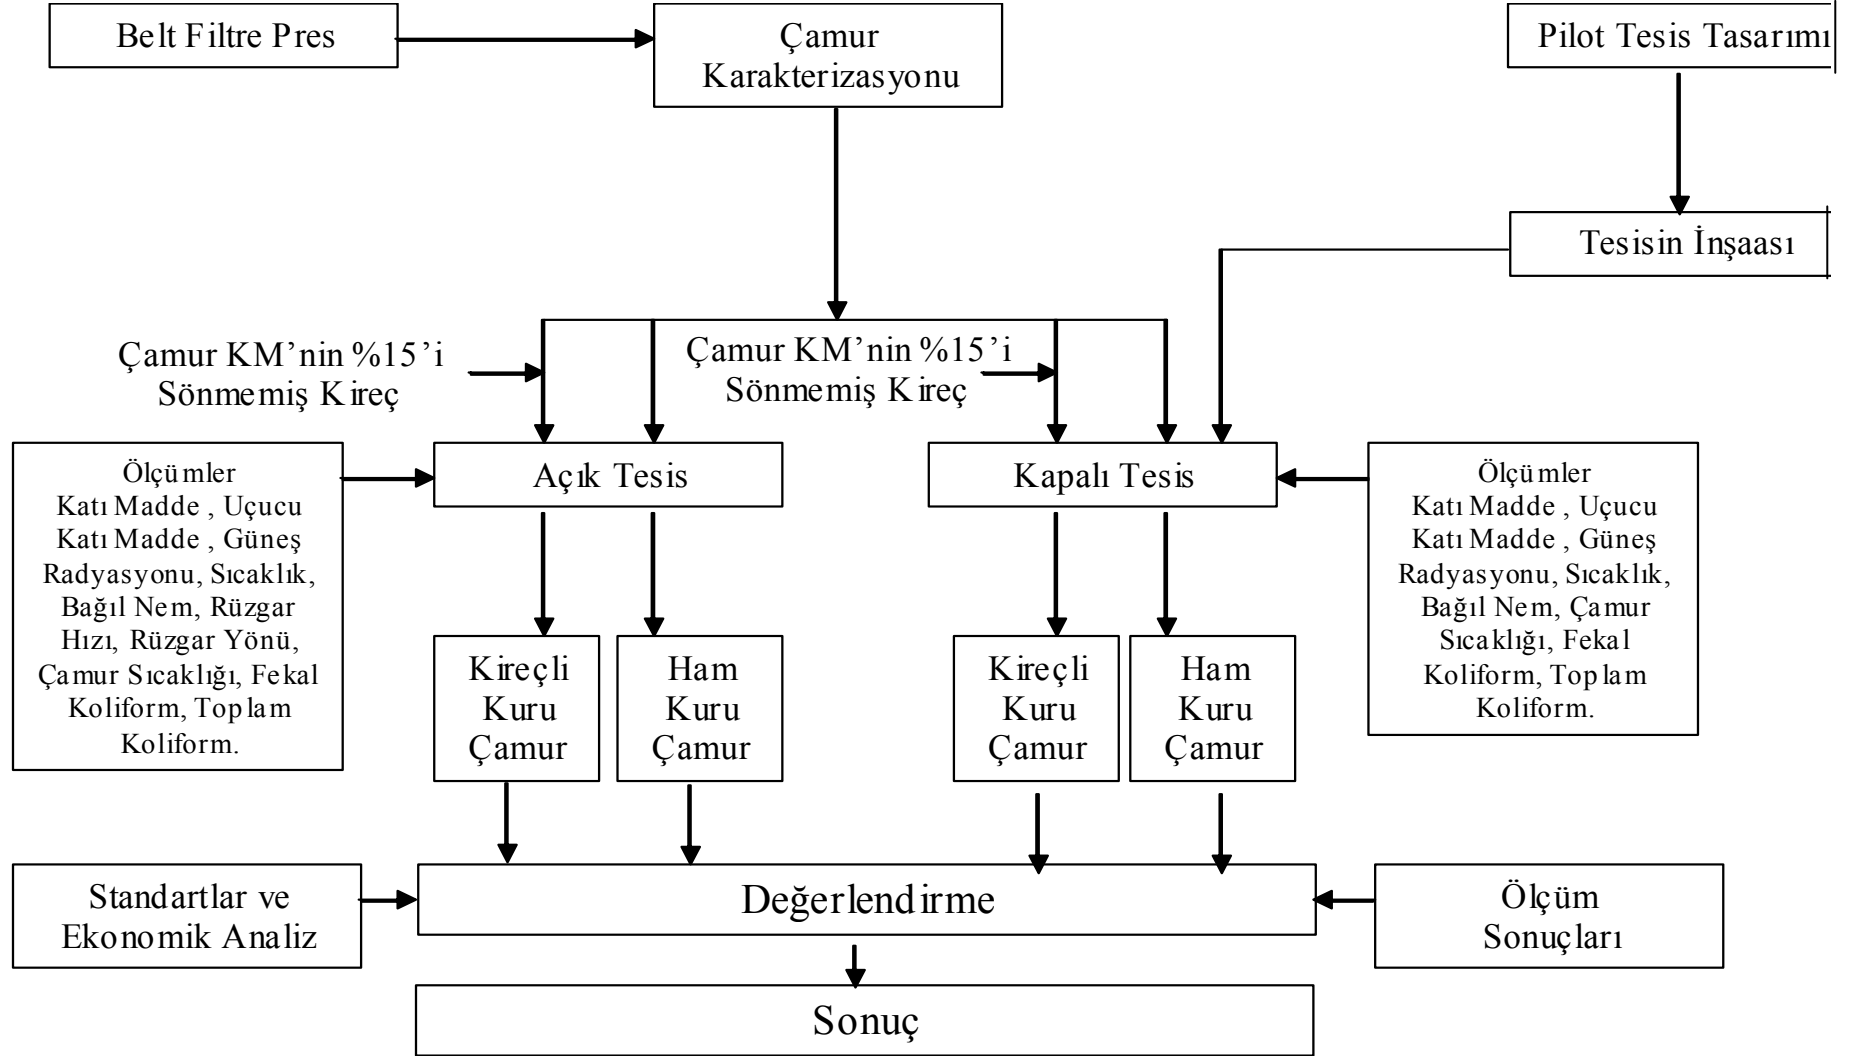 Belt Filtre Pres
Çamur
Karakterizasyonu
Pilot Tesis Tasarımı
Tesisin İnşaası
Çamur KM’nin %15’i
Sönmemiş Kireç
Çamur KM’nin %15’i
Sönmemiş Kireç
Ölçümler
Katı Madde , Uçucu
Katı Madde , Güneş
Radyasyonu, Sıcaklık,
Bağıl Nem, Rüzgar
Hızı, Rüzgar Yönü,
Çamur Sıcaklığı, Fekal
Koliform, Toplam
Koliform.
Açık Tesis
Kapalı Tesis
Ölçümler
Katı Madde , Uçucu
Katı Madde , Güneş
Radyasyonu, Sıcaklık,
Bağıl Nem, Çamur
Sıcaklığı, Fekal
Koliform, Toplam
Koliform.
Kireçli
Kuru
Çamur
Ham
Kuru
Çamur
Kireçli
Kuru
Çamur
Ham
Kuru
Çamur
Standartlar ve
Ekonomik Analiz
Değerlendirme
Ölçüm
Sonuçları
Sonuç